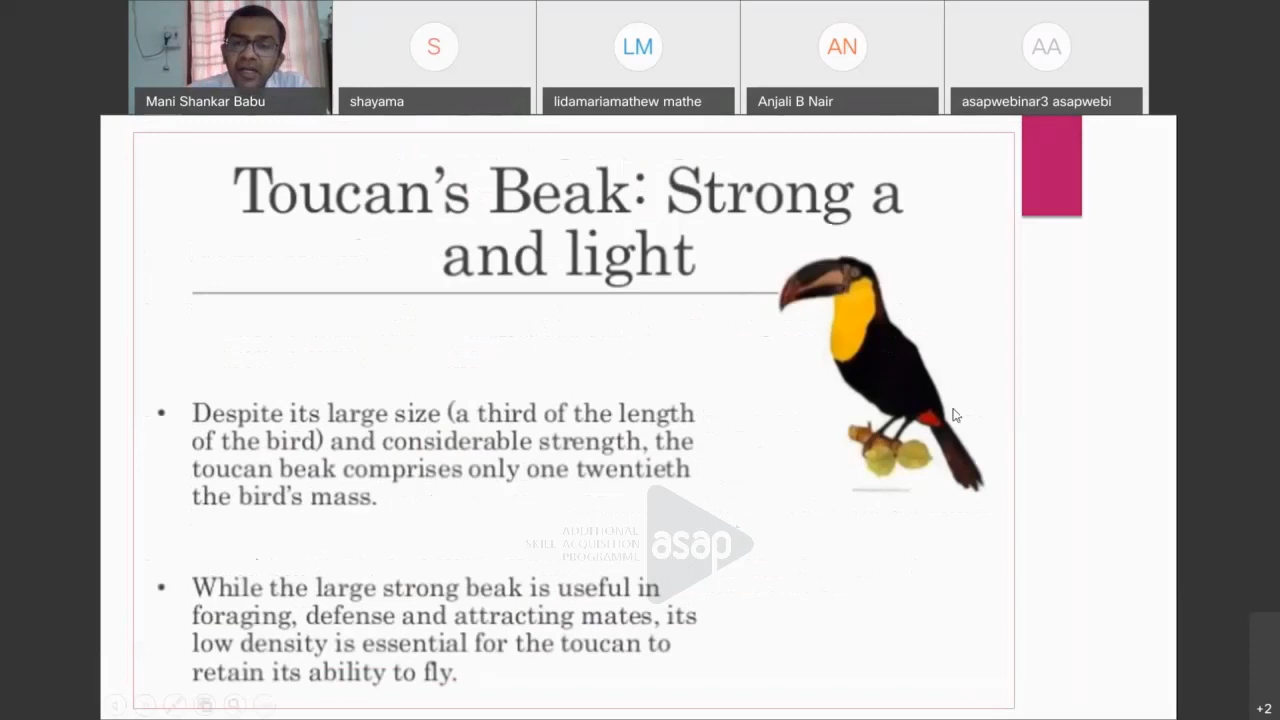 S
LM
AN
AA
Mani Shankar Babu
shayama
lidamariamathew mathe
Anjali B Nair
asapwebinar3 asapwebi
Toucan's Beak: Strong a
and light
• Despite its large size (a third of the length
of the bird) and considerable strength, the
toucan beak comprises only one twentieth
the bird's mass.
ADDITIONAL
SKILL ACQUISITION
PROGRAMME
asap
• While the large strong beak is useful in
foraging, defense and attracting mates, its
low density is essential for the toucan to
retain its ability to fly.
+2